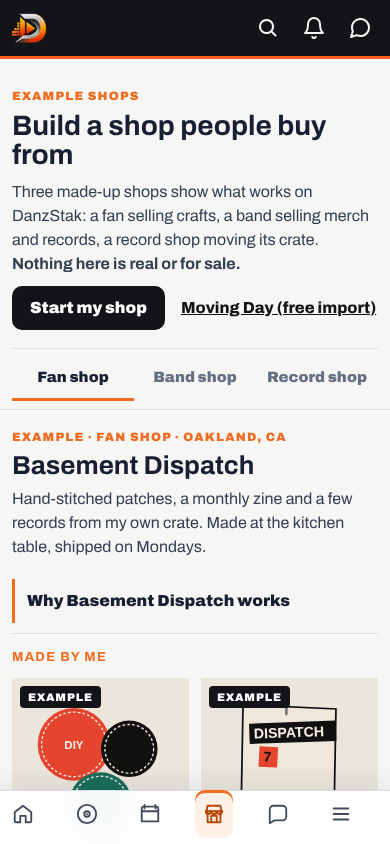 EXAMPLE SHOPS
Build a shop people buy
from
Three made-up shops show what works on
DanzStak: a fan selling crafts, a band selling merch
and records, a record shop moving its crate.
Nothing here is real or for sale.
Start my shop
Moving Day (free import)
Fan shop
Band shop
Record shop
EXAMPLE · FAN SHOP · OAKLAND, CA
Basement Dispatch
Hand-stitched patches, a monthly zine and a few
records from my own crate. Made at the kitchen
table, shipped on Mondays.
Why Basement Dispatch works
MADE BY ME
EXAMPLE
DIY
EXAMPLE
DISPATCH
7